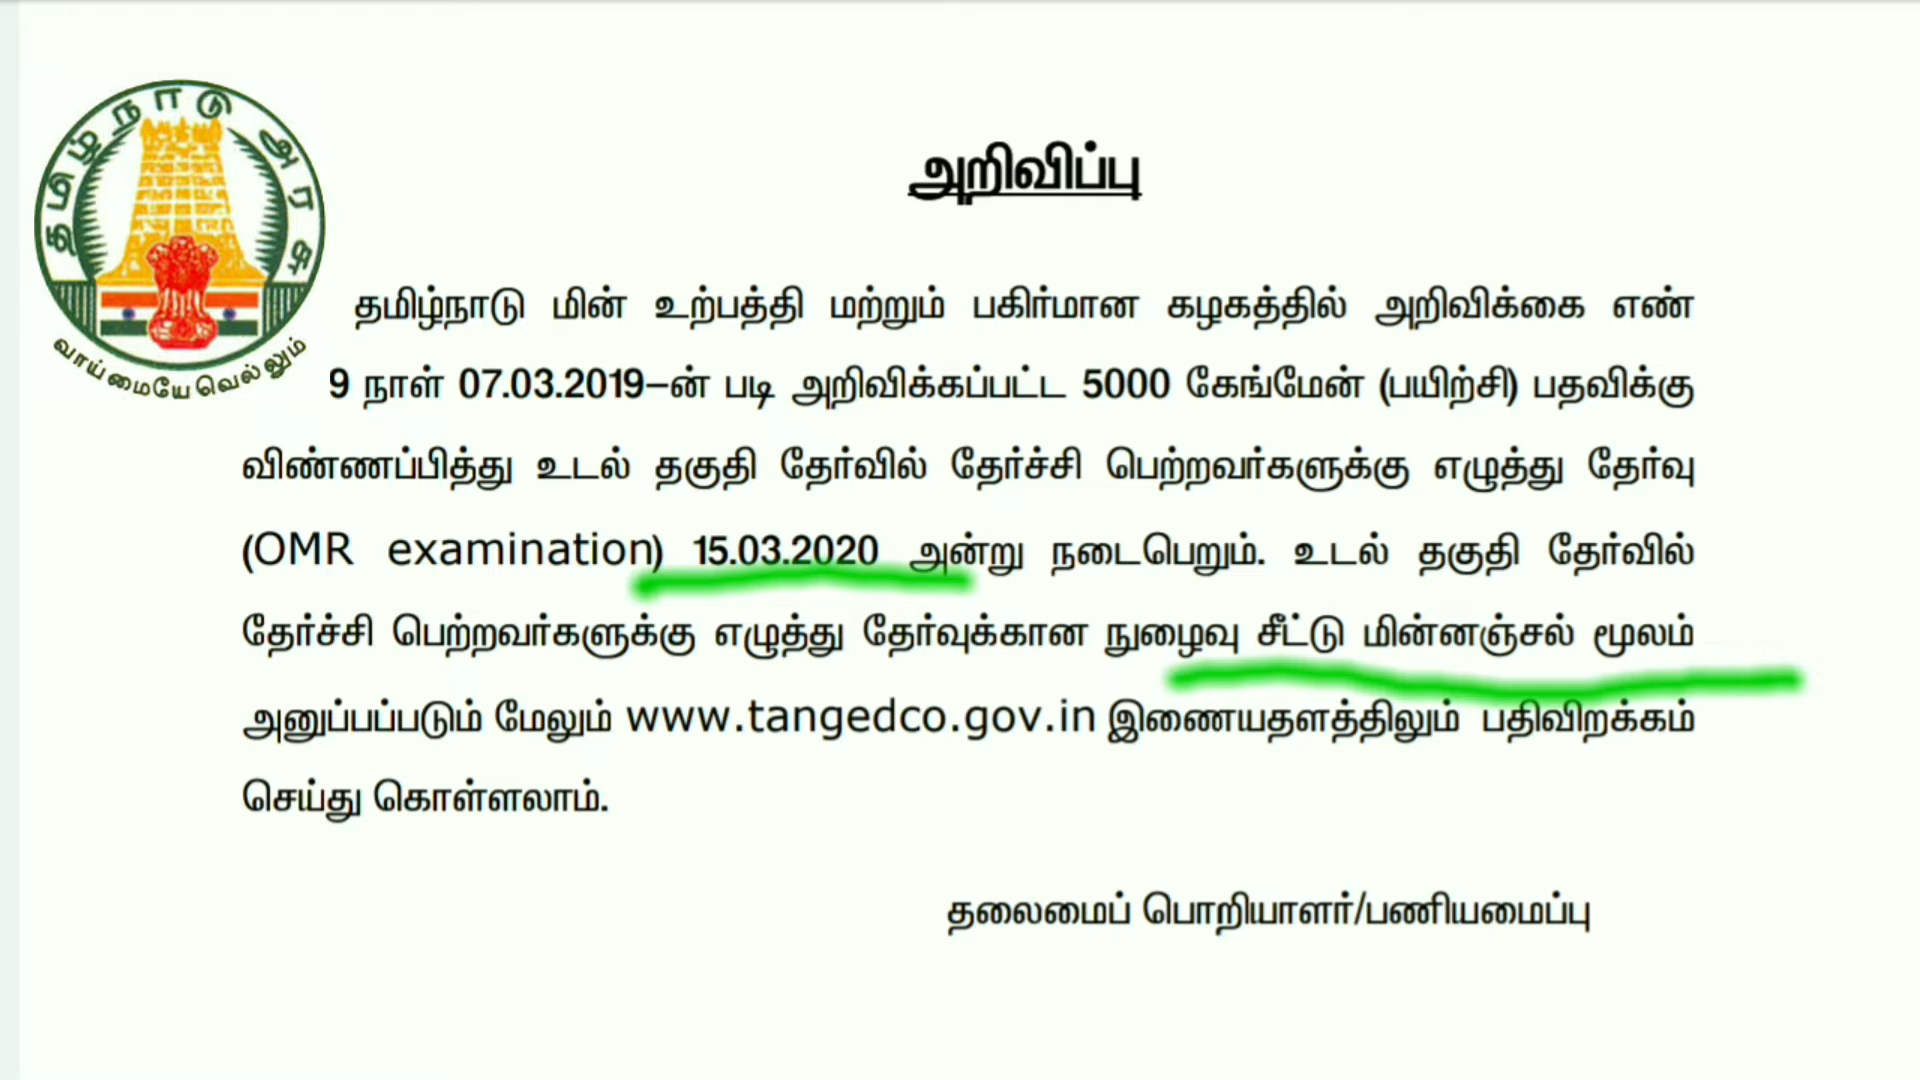 தமிழ் நாடு அரசு
வாய்மையே வெல்லும்
அறிவிப்பு
தமிழ்நாடு மின் உற்பத்தி மற்றும் பகிர்மான கழகத்தில் அறிவிக்கை எண்
9 நாள் 07.03.2019–ன் படி அறிவிக்கப்பட்ட 5000 கேங்மேன் (பயிற்சி) பதவிக்கு
விண்ணப்பித்து உடல் தகுதி தேர்வில் தேர்ச்சி பெற்றவர்களுக்கு எழுத்து தேர்வு
(OMR examination) 15.03.2020 அன்று நடைபெறும். உடல் தகுதி தேர்வில்
தேர்ச்சி பெற்றவர்களுக்கு எழுத்து தேர்வுக்கான நுழைவு சீட்டு மின்னஞ்சல் மூலம்
அனுப்பப்படும் மேலும் www.tangedco.gov.in இணையதளத்திலும் பதிவிறக்கம்
செய்து கொள்ளலாம்.
தலைமைப் பொறியாளர்/பணியமைப்பு